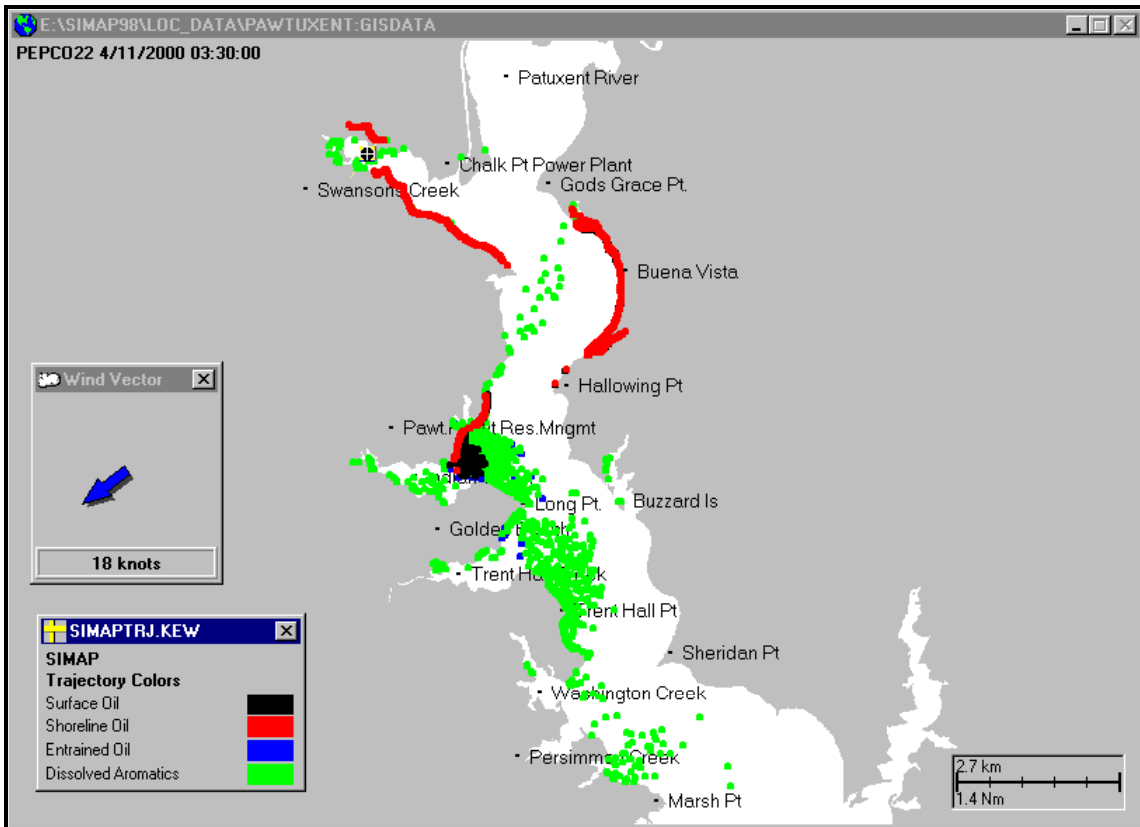 E:\SIMAP98\LOC_DATA\PAWTUXENT:GISDATA
PEPCO22 4/11/2000 03:30:00
Patuxent River
Chalk Pt Power Plant
Gods Grace Pt.
Swansons Creek
Buena Vista
Hallowing Pt
Wind Vector
18 knots
Res.Mngmt
Long Pt.
Buzzard Is
Trent Hall Pt
Sheridan Pt
Washington Creek
Creek
Marsh Pt
SIMAPTRJ.KEW
SIMAP
Trajectory Colors
Surface Oil
Shoreline Oil
Entrained Oil
Dissolved Aromatics
2.7 km
1.4 Nm